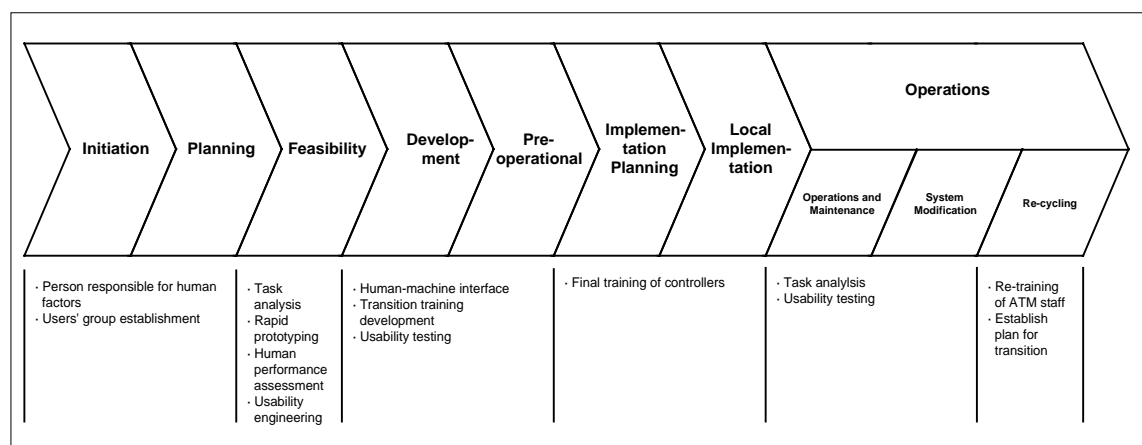 Operations
Initiation
Planning
Feasibility
Develop-
ment
Pre-
operational
Implemen-
tation
Planning
Local
Implemen-
tation
Operations and
Maintenance
System
Modification
Re-cycling
· Person responsible for human
factors
· Users' group establishment
· Task
analysis
· Rapid
prototyping
· Human
performance
assessment
· Usability
engineering
· Human-machine interface
· Transition training
development
· Usability testing
· Final training of controllers
· Task analylsis
· Usability testing
· Re-training
of ATM staff
· Establish
plan for
transition